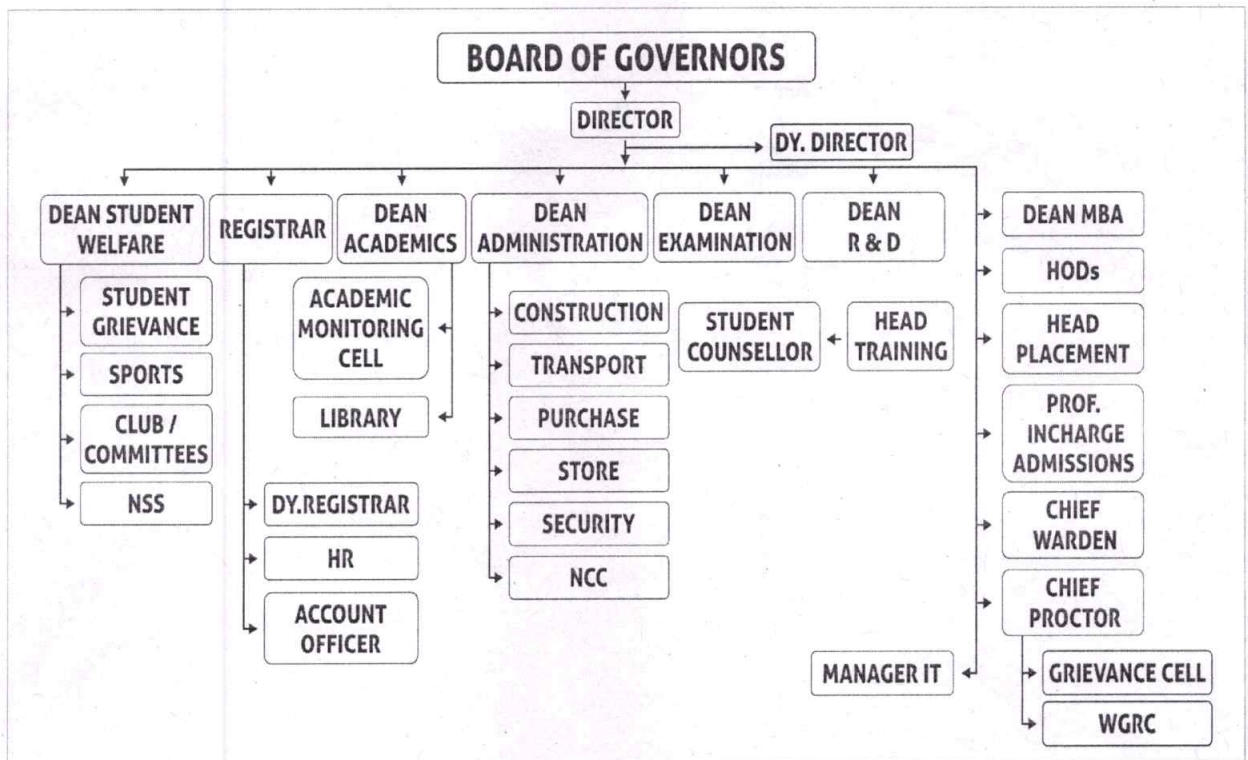 BOARD OF GOVERNORS
DIRECTOR
DY. DIRECTOR
DEAN STUDENT
WELFARE
REGISTRAR
DEAN
ACADEMICS
DEAN
ADMINISTRATION
DEAN
EXAMINATION
DEAN
R & D
DEAN MBA
HODs
HEAD
PLACEMENT
PROF.
INCHARGE
ADMISSIONS
CHIEF
WARDEN
CHIEF
PROCTOR
GRIEVANCE CELL
WGRC
STUDENT
GRIEVANCE
SPORTS
CLUB /
COMMITTEES
NSS
DY.REGISTRAR
HR
ACCOUNT
OFFICER
ACADEMIC
MONITORING
CELL
LIBRARY
CONSTRUCTION
TRANSPORT
PURCHASE
STORE
SECURITY
NCC
STUDENT
COUNSELLOR
HEAD
TRAINING
MANAGER IT